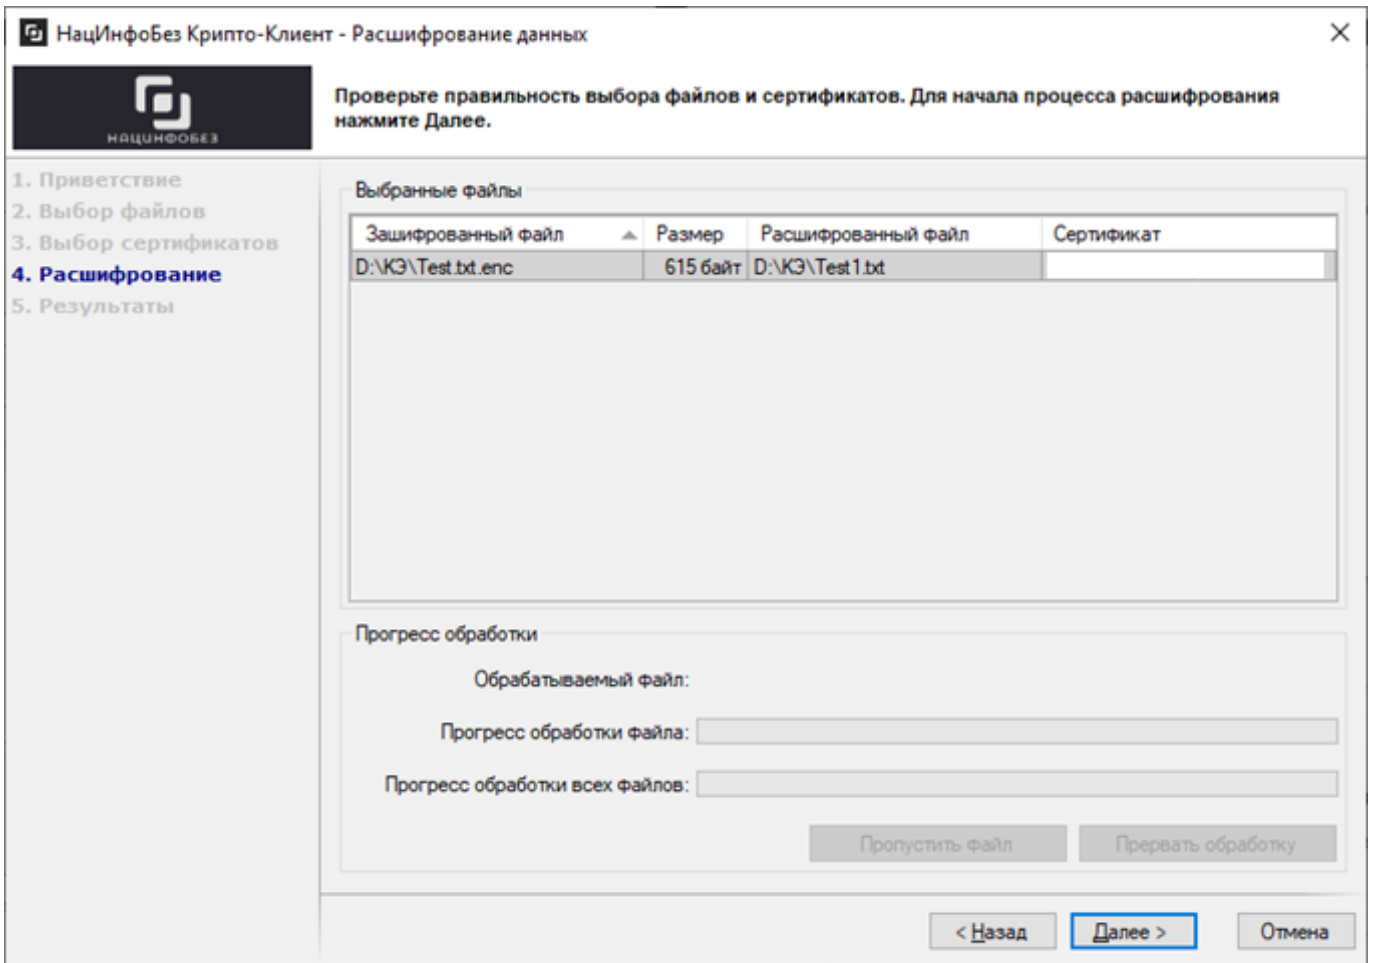 НацИнфоБез Крипто-Клиент - Расшифрование данных
НАЦИНФОБЕЗ
Проверьте правильность выбора файлов и сертификатов. Для начала процесса расшифрования
нажмите Далее.
1. Приветствие
2. Выбор файлов
3. Выбор сертификатов
4. Расшифрование
5. Результаты
Выбранные файлы
Зашифрованный файл Размер Расшифрованный файл Сертификат
D:\КЭ\Test.txt.enc 615 байт D:\КЭ\Test1.txt
Прогресс обработки
Обрабатываемый файл:
Прогресс обработки файла:
Прогресс обработки всех файлов:
Пропустить файл Прервать обработку
< Назад Далее > Отмена